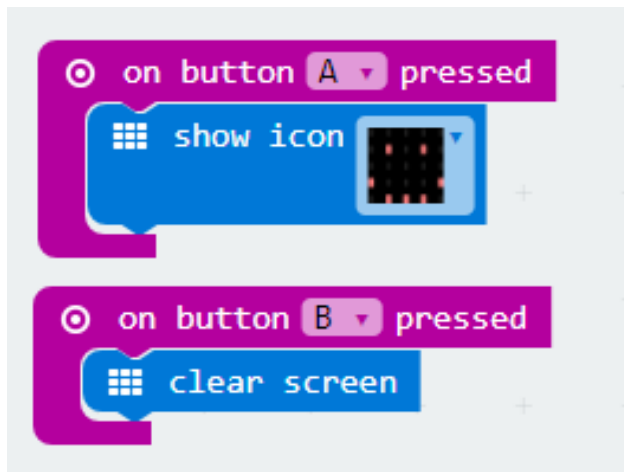 on button A pressed
show icon
on button B pressed
clear screen